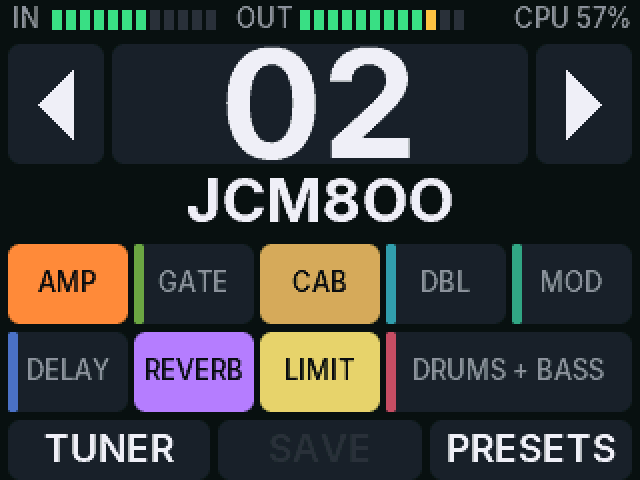 IN OUT CPU 57%
02
JCM800
AMP GATE CAB DBL MOD
DELAY REVERB LIMIT DRUMS + BASS
TUNER SAVE PRESETS